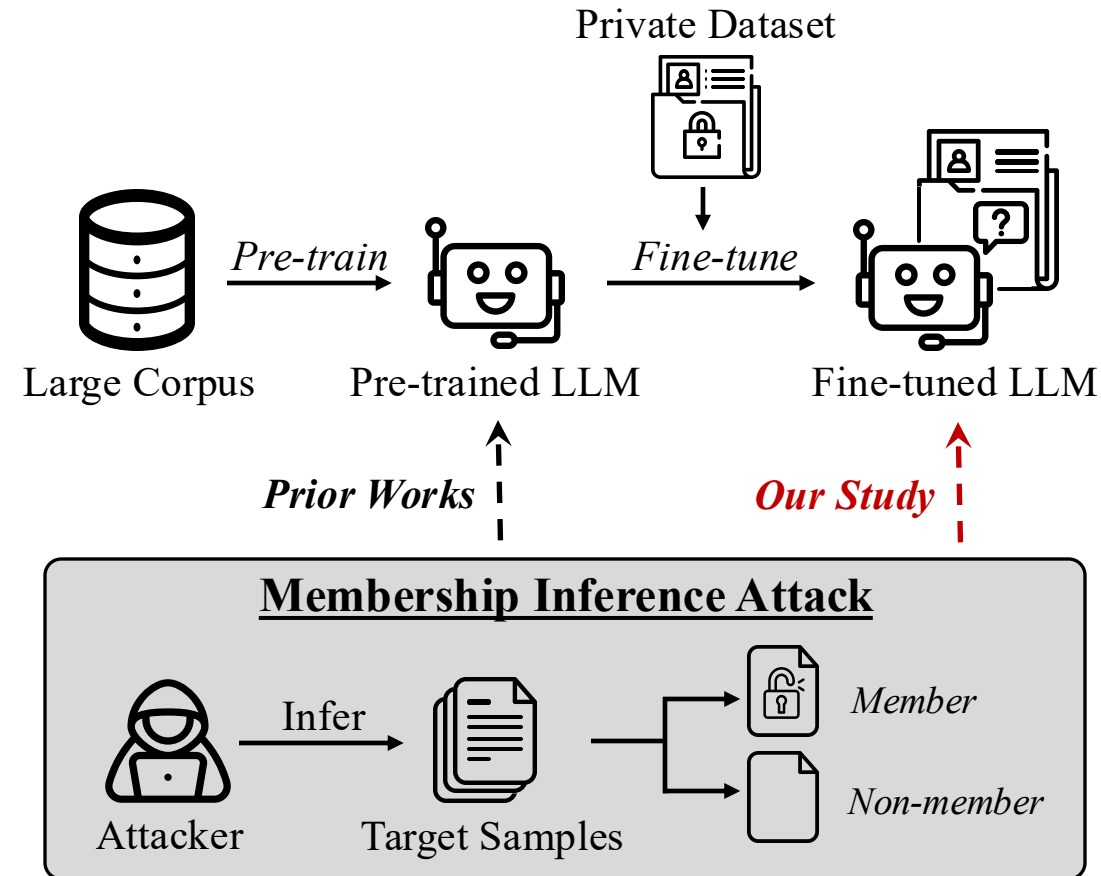 Private Dataset
Pre-train
Fine-tune
?
Large Corpus
Pre-trained LLM
Fine-tuned LLM
Prior Works
Our Study
Membership Inference Attack
Infer
Member
Non-member
Attacker
Target Samples